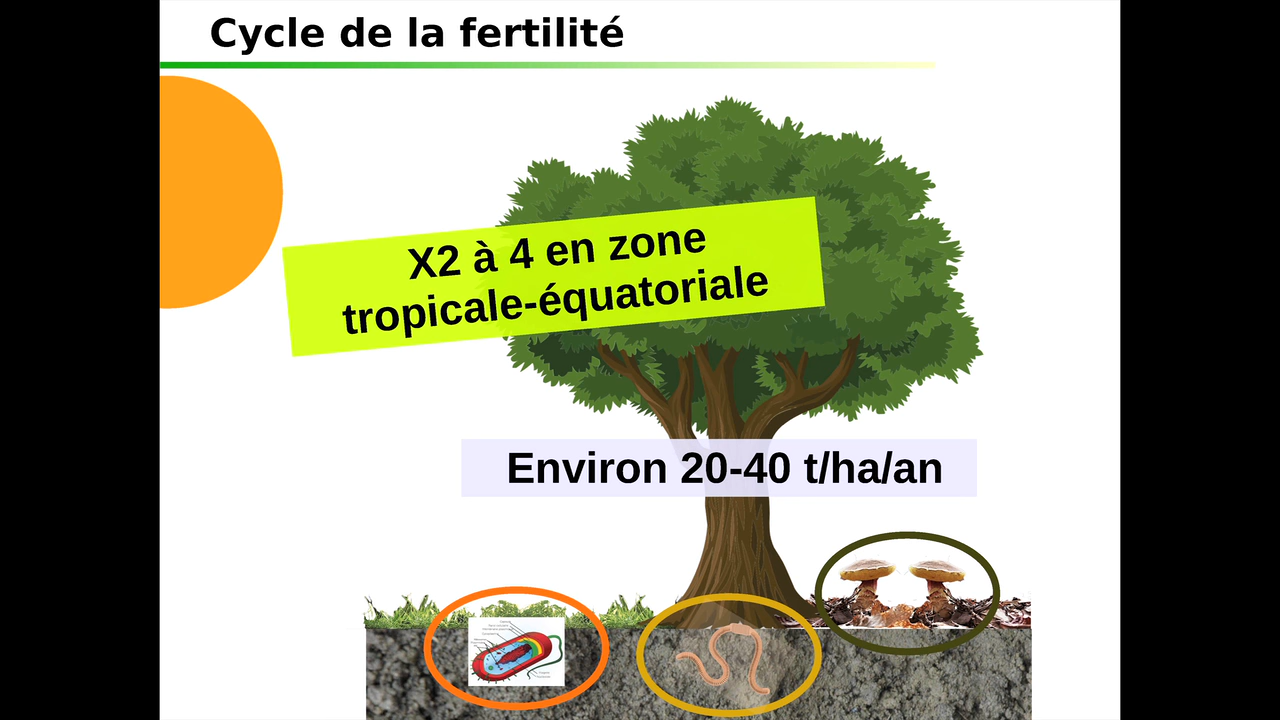 Cycle de la fertilité
X2 à 4 en zone
tropicale-équatoriale
Environ 20-40 t/ha/an